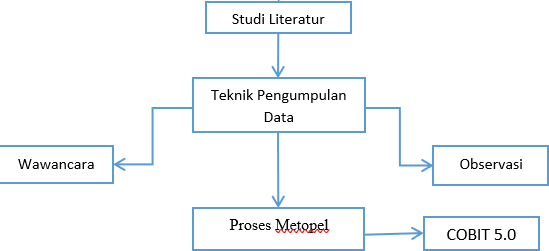 Studi Literatur
Teknik Pengumpulan
Data
Wawancara
Observasi
Proses Metopel
COBIT 5.0